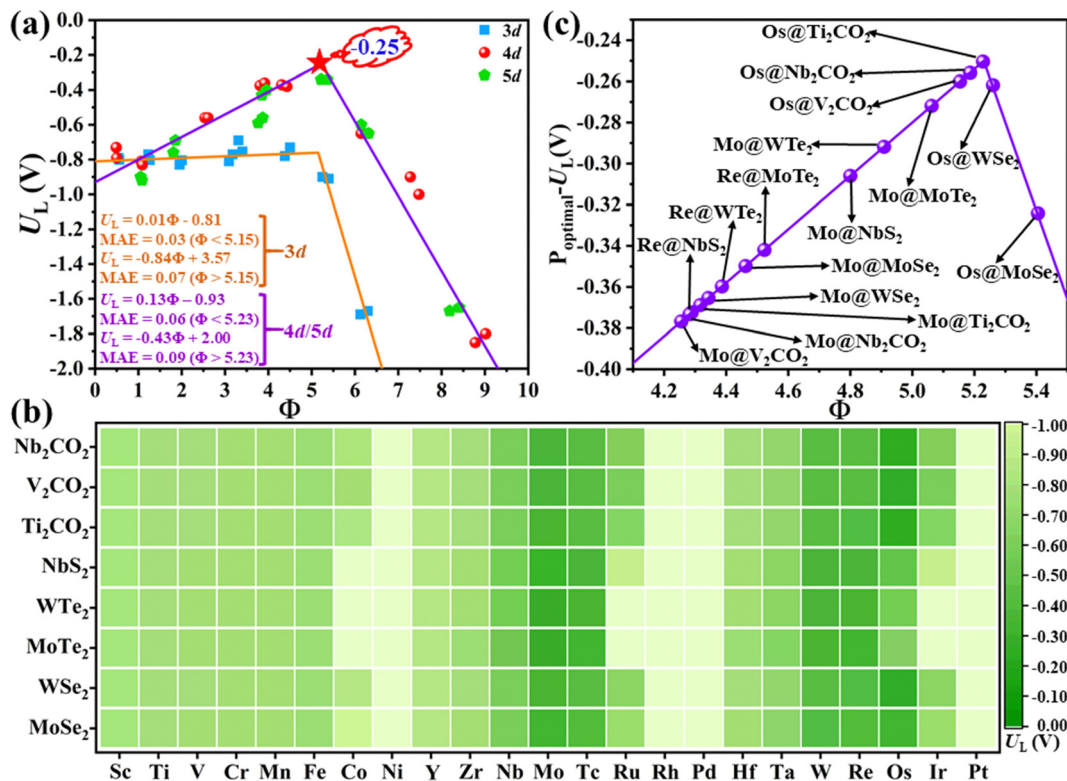 (a)
-0.25
3d
4d
5d
0.0
-0.2
-0.4
-0.6
-0.8
-1.0
-1.2
-1.4
-1.6
-1.8
-2.0
U_L (V)
U_L = 0.01Φ - 0.81
MAE = 0.03 (Φ < 5.15)
U_L = -0.84Φ + 3.57
MAE = 0.07 (Φ > 5.15)
3d
U_L = 0.13Φ – 0.93
MAE = 0.06 (Φ < 5.23)
U_L = -0.43Φ + 2.00
MAE = 0.09 (Φ > 5.23)
4d/5d
0 1 2 3 4 5 6 7 8 9 10
Φ
(c)
P_optimal-U_L (V)
-0.24
-0.26
-0.28
-0.30
-0.32
-0.34
-0.36
-0.38
-0.40
Os@Ti₂CO₂
Os@Nb₂CO₂
Os@V₂CO₂
Mo@WTe₂
Os@WSe₂
Re@MoTe₂
Mo@MoTe₂
Re@WTe₂
Mo@NbS₂
Re@NbS₂
Mo@MoSe₂
Os@MoSe₂
Mo@WSe₂
Mo@Ti₂CO₂
Mo@Nb₂CO₂
Mo@V₂CO₂
4.2 4.4 4.6 4.8 5.0 5.2 5.4
Φ
(b)
Nb₂CO₂
V₂CO₂
Ti₂CO₂
NbS₂
WTe₂
MoTe₂
WSe₂
MoSe₂
Sc Ti V Cr Mn Fe Co Ni Y Zr Nb Mo Tc Ru Rh Pd Hf Ta W Re Os Ir Pt
-1.00
-0.90
-0.80
-0.70
-0.60
-0.50
-0.40
-0.30
-0.20
-0.10
0.00
U_L (V)